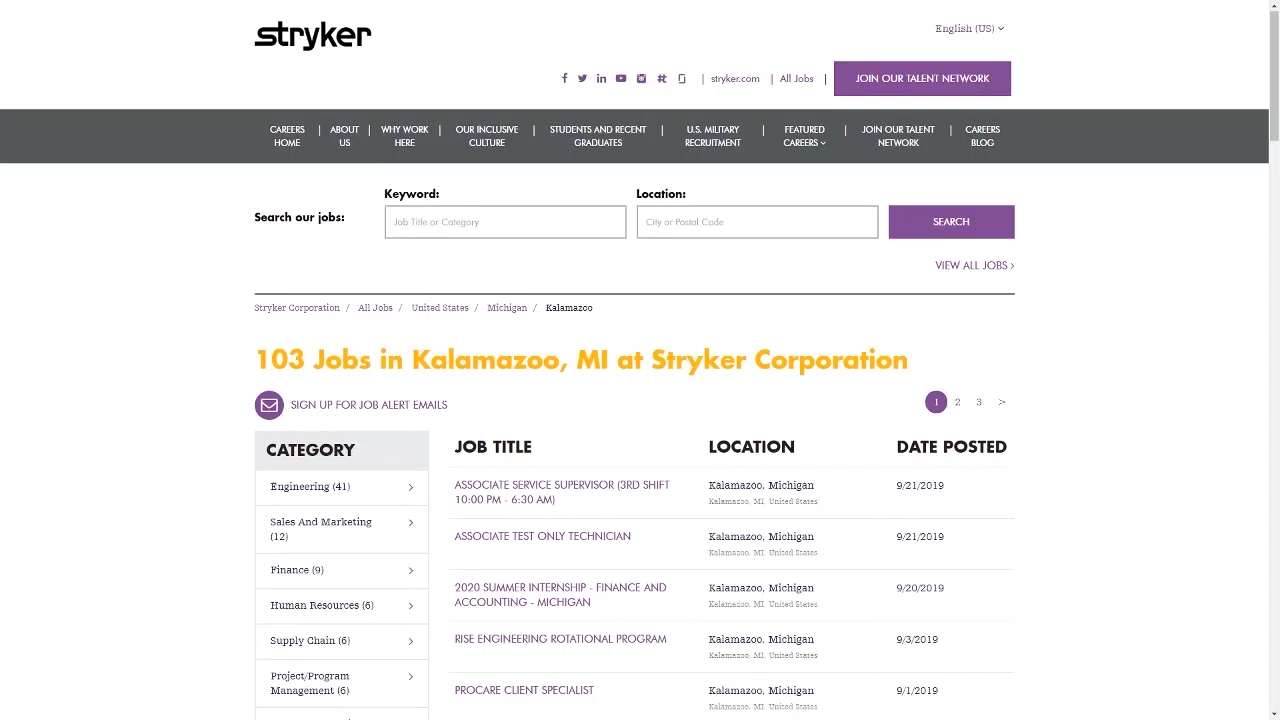 stryker
English (US)
| stryker.com | All Jobs |
JOIN OUR TALENT NETWORK
CAREERS
HOME
ABOUT
US
WHY WORK
HERE
OUR INCLUSIVE
CULTURE
STUDENTS AND RECENT
GRADUATES
U.S. MILITARY
RECRUITMENT
FEATURED
CAREERS
JOIN OUR TALENT
NETWORK
CAREERS
BLOG
Search our jobs:
Keyword:
Job Title or Category
Location:
City or Postal Code
SEARCH
VIEW ALL JOBS >
Stryker Corporation / All Jobs / United States / Michigan / Kalamazoo
103 Jobs in Kalamazoo, MI at Stryker Corporation
SIGN UP FOR JOB ALERT EMAILS
1 2 3 >
CATEGORY
Engineering (41)
Sales And Marketing
(12)
Finance (9)
Human Resources (6)
Supply Chain (6)
Project/Program
Management (6)
JOB TITLE LOCATION DATE POSTED
ASSOCIATE SERVICE SUPERVISOR (3RD SHIFT
10:00 PM - 6:30 AM)
Kalamazoo, Michigan
Kalamazoo, MI, United States
9/21/2019
ASSOCIATE TEST ONLY TECHNICIAN
Kalamazoo, Michigan
Kalamazoo, MI, United States
9/21/2019
2020 SUMMER INTERNSHIP - FINANCE AND
ACCOUNTING - MICHIGAN
Kalamazoo, Michigan
Kalamazoo, MI, United States
9/20/2019
RISE ENGINEERING ROTATIONAL PROGRAM
Kalamazoo, Michigan
Kalamazoo, MI, United States
9/3/2019
PROCARE CLIENT SPECIALIST
Kalamazoo, Michigan
Kalamazoo, MI, United States
9/1/2019